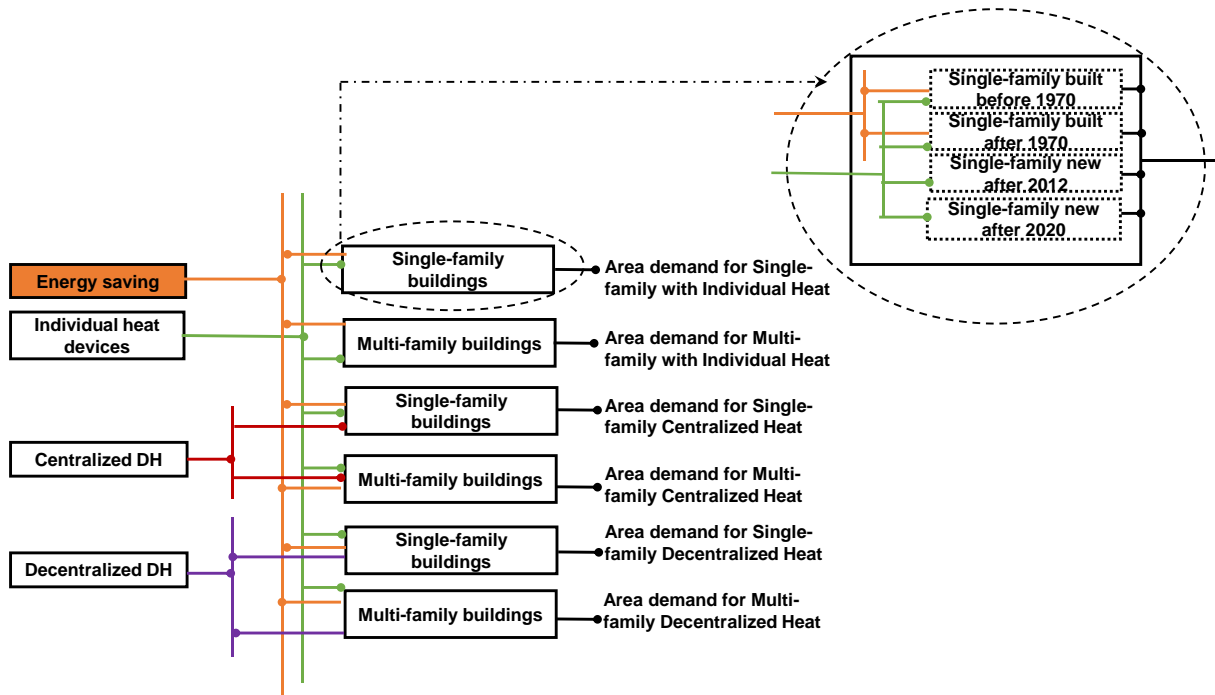 Single-family built
before 1970
Single-family built
after 1970
Single-family new
after 2012
Single-family new
after 2020
Energy saving
Individual heat
devices
Centralized DH
Decentralized DH
Single-family
buildings
Area demand for Single-
family with Individual Heat
Multi-family buildings
Area demand for Multi-
family with Individual Heat
Single-family
buildings
Area demand for Single-
family Centralized Heat
Multi-family buildings
Area demand for Multi-
family Centralized Heat
Single-family
buildings
Area demand for Single-
family Decentralized Heat
Multi-family buildings
Area demand for Multi-
family Decentralized Heat